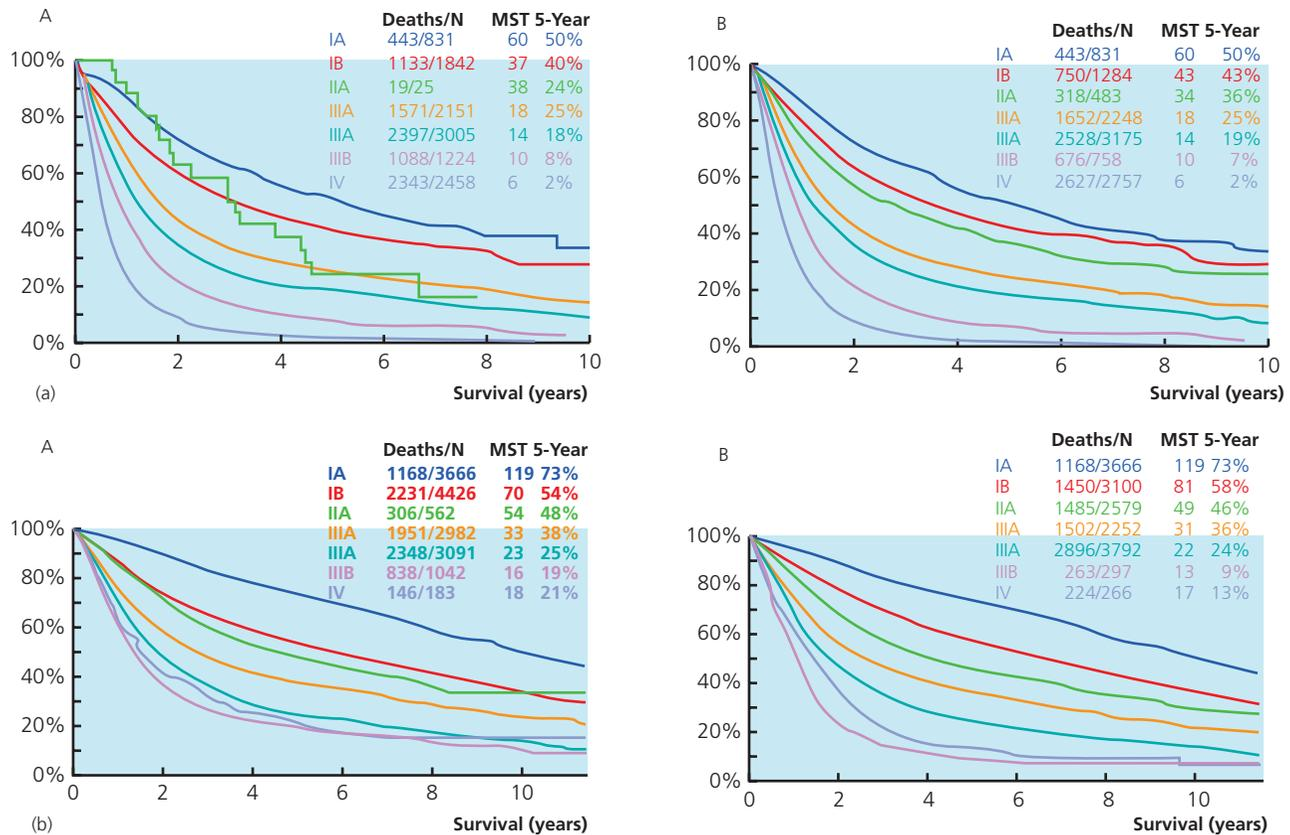 A
Deaths/N MST 5-Year
IA 443/831 60 50%
IB 1133/1842 37 40%
IIA 19/25 38 24%
IIIA 1571/2151 18 25%
IIIA 2397/3005 14 18%
IIIB 1088/1224 10 8%
IV 2343/2458 6 2%
100%
80%
60%
40%
20%
0%
0 2 4 6 8 10
Survival (years)
(a)
B
Deaths/N MST 5-Year
IA 443/831 60 50%
IB 750/1284 43 43%
IIA 318/483 34 36%
IIIA 1652/2248 18 25%
IIIA 2528/3175 14 19%
IIIB 676/758 10 7%
IV 2627/2757 6 2%
100%
80%
60%
40%
20%
0%
0 2 4 6 8 10
Survival (years)
A
Deaths/N MST 5-Year
IA 1168/3666 119 73%
IB 2231/4426 70 54%
IIA 306/562 54 48%
IIIA 1951/2982 33 38%
IIIA 2348/3091 23 25%
IIIB 838/1042 16 19%
IV 146/183 18 21%
100%
80%
60%
40%
20%
0%
0 2 4 6 8 10
Survival (years)
(b)
B
Deaths/N MST 5-Year
IA 1168/3666 119 73%
IB 1450/3100 81 58%
IIA 1485/2579 49 46%
IIIA 1502/2252 31 36%
IIIA 2896/3792 22 24%
IIIB 263/297 13 9%
IV 224/266 17 13%
100%
80%
60%
40%
20%
0%
0 2 4 6 8 10
Survival (years)